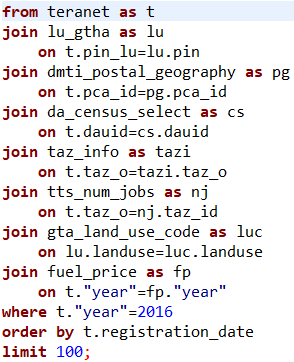 from teranet as t
join lu_gtha as lu
on t.pin_lu=lu.pin
join dmti_postal_geography as pg
on t.pca_id=pg.pca_id
join da_census_select as cs
on t.dauid=cs.dauid
join taz_info as tazi
on t.taz_o=tazi.taz_o
join tts_num_jobs as nj
on t.taz_o=nj.taz_id
join gta_land_use_code as luc
on lu.landuse=luc.landuse
join fuel_price as fp
on t."year"=fp."year"
where t."year"=2016
order by t.registration_date
limit 100;